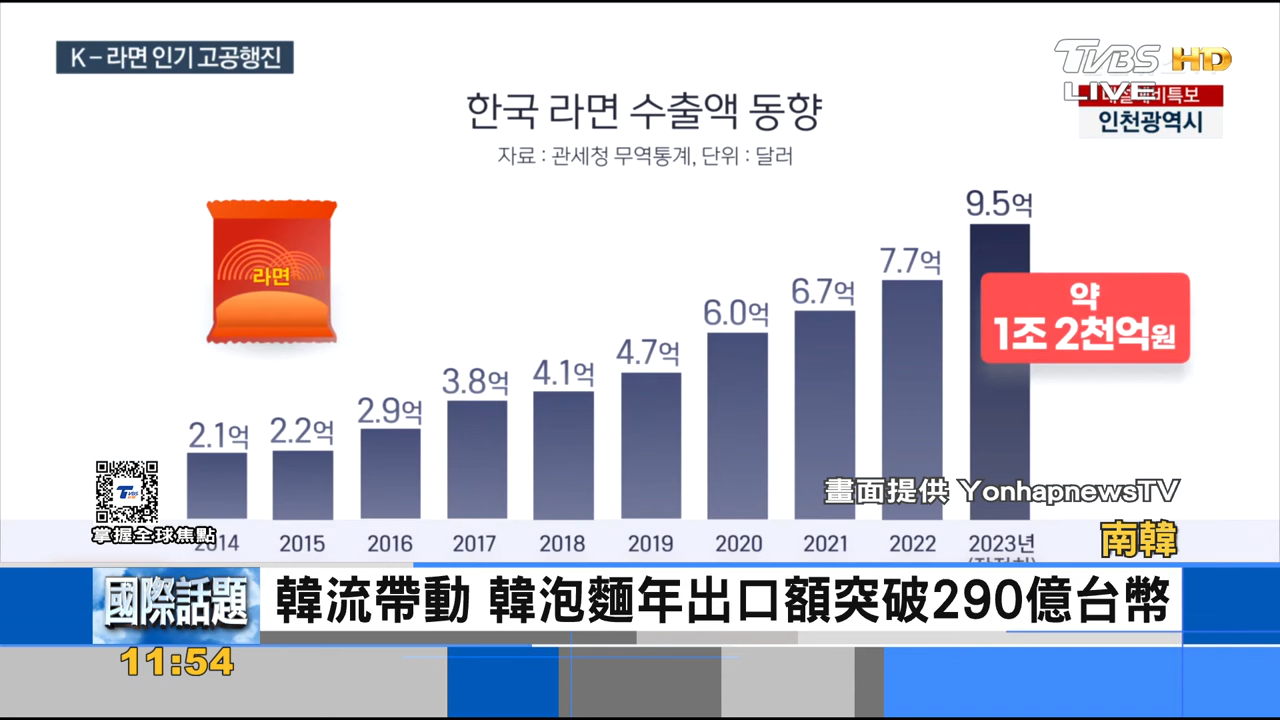 K – 라면 인기 고공행진
TVBS HD
LIVE
인천광역시
한국 라면 수출액 동향
자료 : 관세청 무역통계, 단위 : 달러
라면
2.1억
2.2억
2.9억
3.8억
4.1억
4.7억
6.0억
6.7억
7.7억
9.5억
약
1조 2천억원
TVBS
掌握全球焦點
畫面提供 YonhapnewsTV
南韓
2014 2015 2016 2017 2018 2019 2020 2021 2022 2023년
國際話題
韓流帶動 韓泡麵年出口額突破290億台幣
11:54